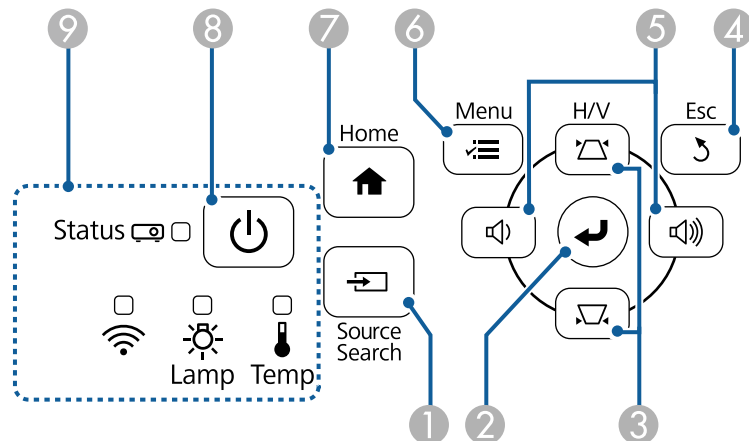 9 8 7 6 5 4
Menu H/V Esc
Home
Status
Source
Search
Lamp Temp
1 2 3